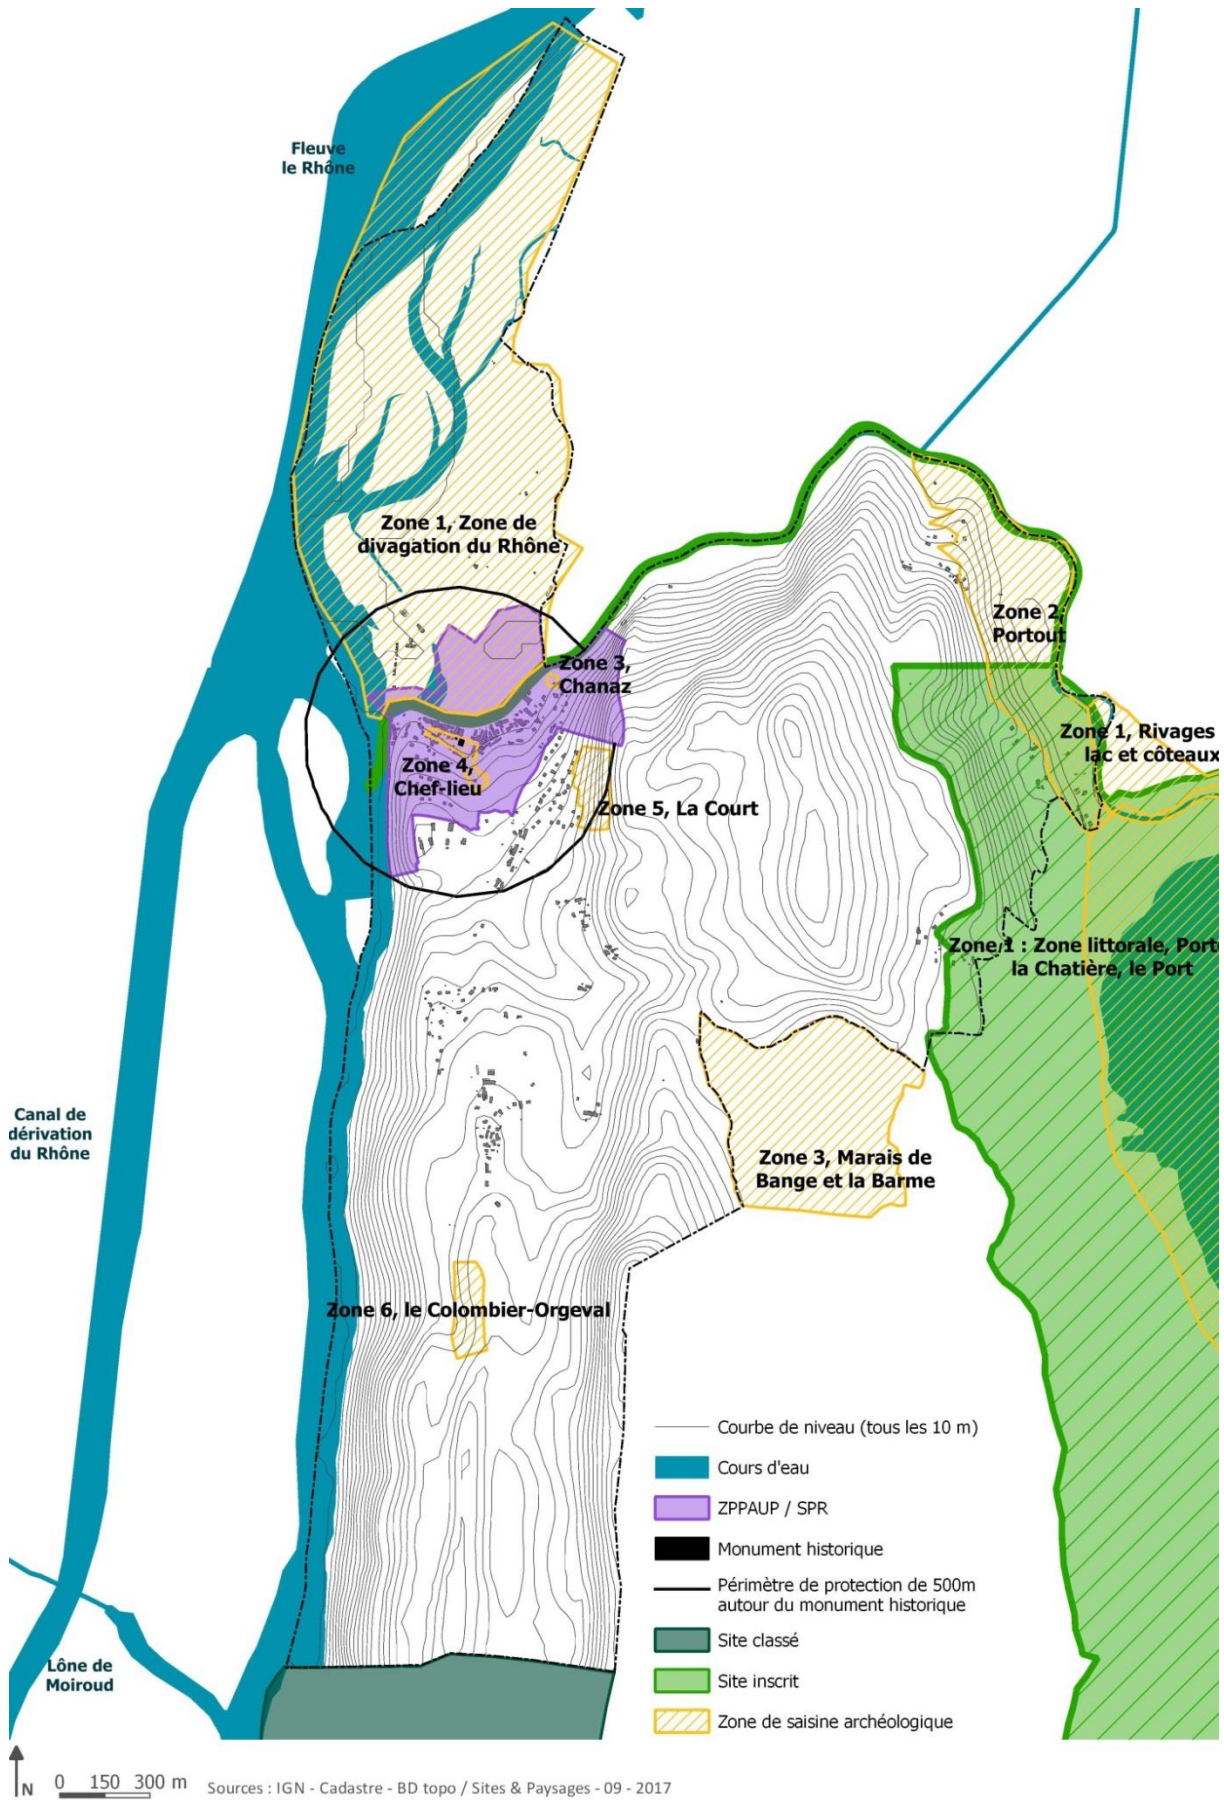 Fleuve
le Rhône
Zone 1, Zone de
divagation du Rhône
Zone 2,
Portout
Zone 3,
Chanaz
Zone 1, Rivages
lac et côteaux
Zone 4,
Chef-lieu
Zone 5, La Court
Zone 1 : Zone littorale, Porto
la Chatière, le Port
Canal de
dérivation
du Rhône
Zone 3, Marais de
Bange et la Barme
Zone 6, le Colombier-Orgeval
Courbe de niveau (tous les 10 m)
Cours d'eau
ZPPAUP / SPR
Monument historique
Périmètre de protection de 500m
autour du monument historique
Site classé
Site inscrit
Zone de saisine archéologique
Lône de
Moiroud
N
0 150 300 m
Sources : IGN - Cadastre - BD topo / Sites & Paysages - 09 - 2017